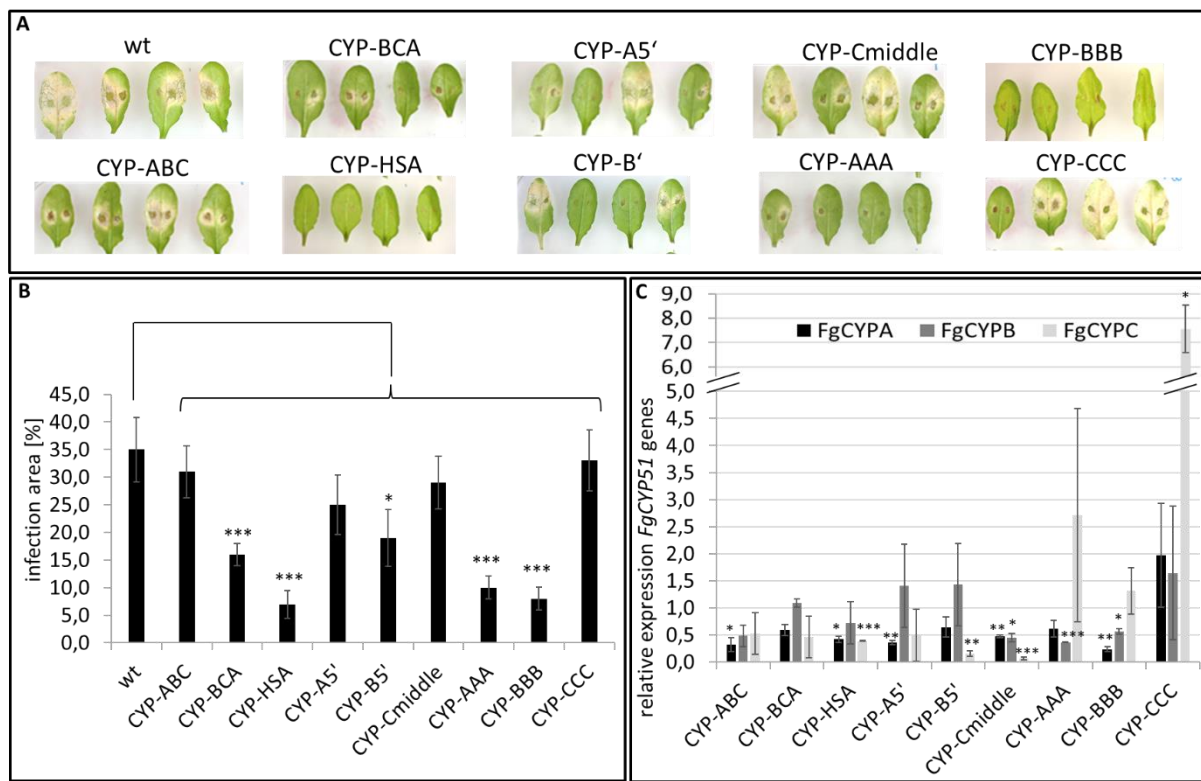 A
wt CYP-BCA CYP-A5‘ CYP-Cmiddle CYP-BBB
CYP-ABC CYP-HSA CYP-B‘ CYP-AAA CYP-CCC
B
infection area [%]
45,0
40,0
35,0
30,0
25,0
20,0
15,0
10,0
5,0
0,0
*** *** * *** ***
wt CYP-ABC CYP-BCA CYP-HSA CYP-A5' CYP-B5' CYP-Cmiddle CYP-AAA CYP-BBB CYP-CCC
C
relative expression FgCYP51 genes
9,0
8,0
7,0
6,0
5,0
4,5
4,0
3,5
3,0
2,5
2,0
1,5
1,0
0,5
0,0
FgCYPA FgCYPB FgCYPC
* * *** ** ** ** * *** *** ** * *
CYP-ABC CYP-BCA CYP-HSA CYP-A5' CYP-B5' CYP-Cmiddle CYP-AAA CYP-BBB CYP-CCC